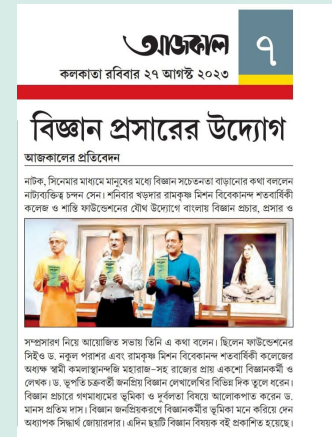 আজকাল
৭
কলকাতা রবিবার ২৭ আগস্ট ২০২৩
বিজ্ঞান প্রসারের উদ্যোগ
আজকালের প্রতিবেদন
নাটক, সিনেমার মাধ্যমে মানুষের মধ্যে বিজ্ঞান সচেতনতা বাড়ানোর কথা বললেন
নাট্যব্যক্তিত্ব চন্দন সেন। শনিবার খড়দার রামকৃষ্ণ মিশন বিবেকানন্দ শতবার্ষিকী
কলেজ ও শান্তি ফাউন্ডেশনের যৌথ উদ্যোগে বাংলায় বিজ্ঞান প্রচার, প্রসার ও
সম্প্রসারণ নিয়ে আয়োজিত সভায় তিনি এ কথা বলেন। ছিলেন ফাউন্ডেশনের
সিইও ড. নকুল পরাশর এবং রামকৃষ্ণ মিশন বিবেকানন্দ শতবার্ষিকী কলেজের
অধ্যক্ষ স্বামী কমলাস্থানন্দজি মহারাজ-সহ রাজ্যের প্রায় একশো বিজ্ঞানকর্মী ও
লেখক। ড. ভূপতি চক্রবর্তী জনপ্রিয় বিজ্ঞান লেখালেখির বিভিন্ন দিক তুলে ধরেন।
বিজ্ঞান প্রচারে গণমাধ্যমের ভূমিকা ও দুর্বলতা বিষয়ে আলোকপাত করেন ড.
মানস প্রতিম দাস। বিজ্ঞান জনপ্রিয়করণে বিজ্ঞানকর্মীর ভূমিকা মনে করিয়ে দেন
অধ্যাপক সিদ্ধার্থ জোয়ারদার। এদিন ছয়টি বিজ্ঞান বিষয়ক বই প্রকাশিত হয়েছে।